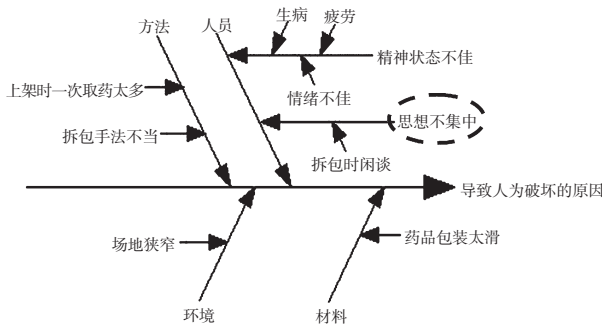 生病
疲劳
方法
人员
精神状态不佳
上架时一次取药太多
情绪不佳
思想不集中
拆包手法不当
拆包时闲谈
导致人为破坏的原因
场地狭窄
药品包装太滑
环境
材料